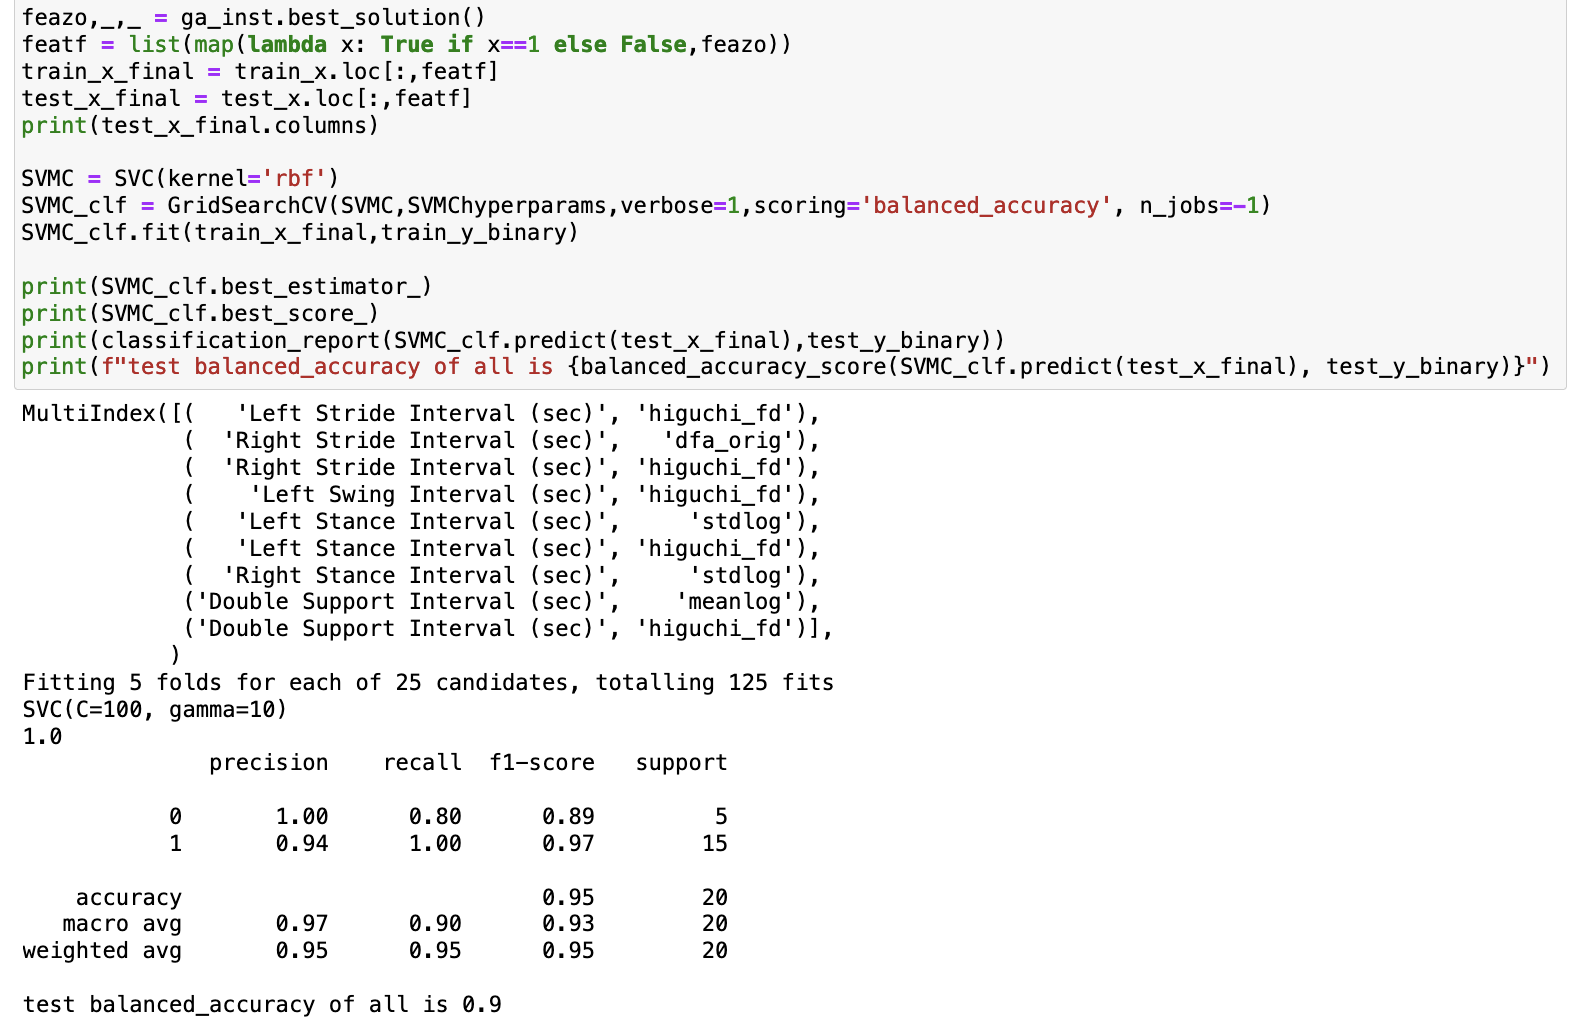 feazo,_,_ = ga_inst.best_solution()
featf = list(map(lambda x: True if x==1 else False,feazo))
train_x_final = train_x.loc[:,featf]
test_x_final = test_x.loc[:,featf]
print(test_x_final.columns)

SVMC = SVC(kernel='rbf')
SVMC_clf = GridSearchCV(SVMC,SVMChyperparams,verbose=1,scoring='balanced_accuracy', n_jobs=-1)
SVMC_clf.fit(train_x_final,train_y_binary)

print(SVMC_clf.best_estimator_)
print(SVMC_clf.best_score_)
print(classification_report(SVMC_clf.predict(test_x_final),test_y_binary))
print(f"test balanced_accuracy of all is {balanced_accuracy_score(SVMC_clf.predict(test_x_final), test_y_binary)}")
MultiIndex([(   'Left Stride Interval (sec)', 'higuchi_fd'),
            (  'Right Stride Interval (sec)',   'dfa_orig'),
            (  'Right Stride Interval (sec)', 'higuchi_fd'),
            (    'Left Swing Interval (sec)', 'higuchi_fd'),
            (   'Left Stance Interval (sec)',     'stdlog'),
            (   'Left Stance Interval (sec)', 'higuchi_fd'),
            (  'Right Stance Interval (sec)',     'stdlog'),
            ('Double Support Interval (sec)',    'meanlog'),
            ('Double Support Interval (sec)', 'higuchi_fd')],
           )
Fitting 5 folds for each of 25 candidates, totalling 125 fits
SVC(C=100, gamma=10)
1.0
              precision    recall  f1-score   support

           0       1.00      0.80      0.89         5
           1       0.94      1.00      0.97        15

    accuracy                           0.95        20
   macro avg       0.97      0.90      0.93        20
weighted avg       0.95      0.95      0.95        20

test balanced_accuracy of all is 0.9